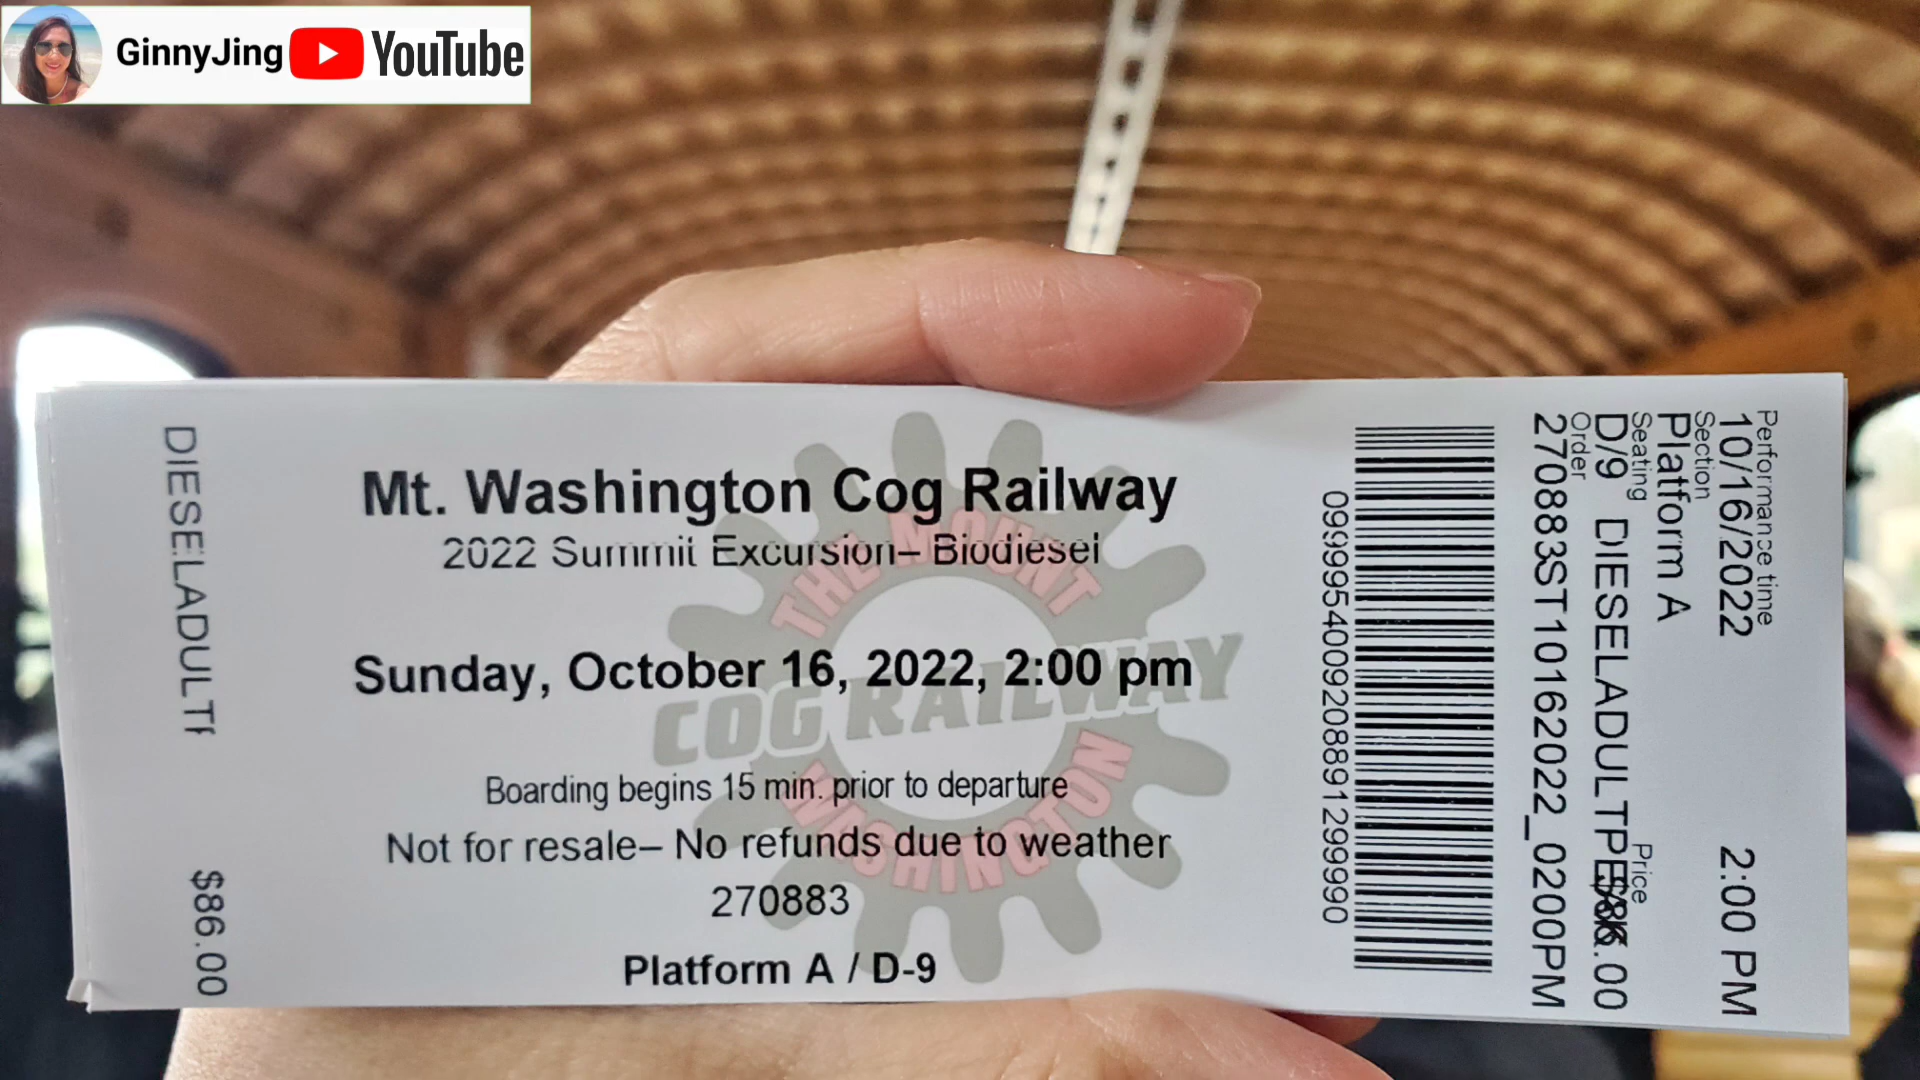 GinnyJing YouTube
DIESELADULTF
$86.00
THE MOUNT
COG RAILWAY
WASHINGTON
Mt. Washington Cog Railway
2022 Summit Excursion– Biodiesel
Sunday, October 16, 2022, 2:00 pm
Boarding begins 15 min. prior to departure
Not for resale– No refunds due to weather
270883
Platform A / D-9
Performance time
10/16/2022 2:00 PM
Section
Platform A
Seating Price
D/9 DIESELADULTPEAK
Order
270883ST10162022_0200PM